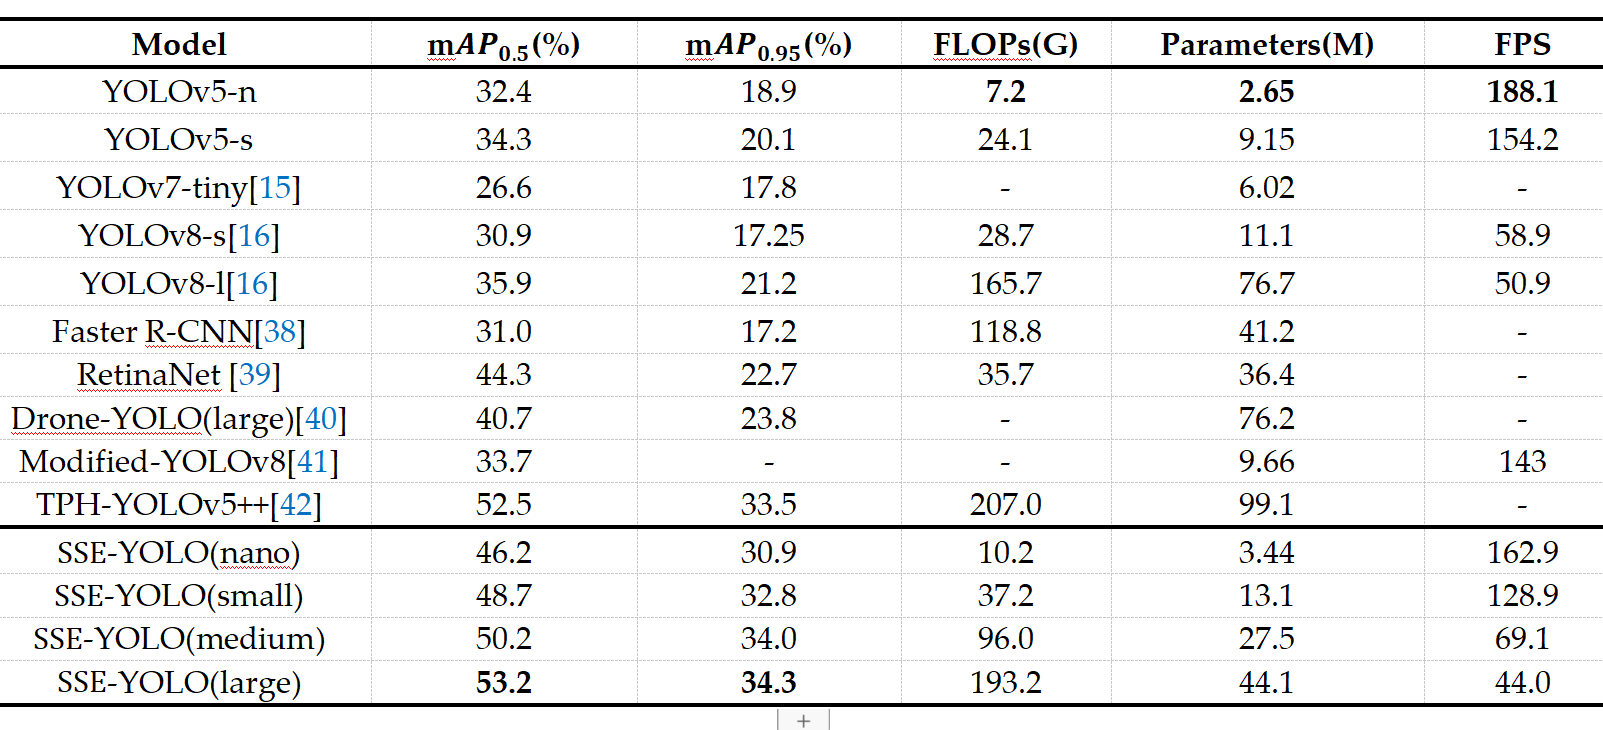 Model mAP0.5(%) mAP0.95(%) FLOPs(G) Parameters(M) FPS
YOLOv5-n 32.4 18.9 7.2 2.65 188.1
YOLOv5-s 34.3 20.1 24.1 9.15 154.2
YOLOv7-tiny[15] 26.6 17.8 - 6.02 -
YOLOv8-s[16] 30.9 17.25 28.7 11.1 58.9
YOLOv8-l[16] 35.9 21.2 165.7 76.7 50.9
Faster R-CNN[38] 31.0 17.2 118.8 41.2 -
RetinaNet [39] 44.3 22.7 35.7 36.4 -
Drone-YOLO(large)[40] 40.7 23.8 - 76.2 -
Modified-YOLOv8[41] 33.7 - - 9.66 143
TPH-YOLOv5++[42] 52.5 33.5 207.0 99.1 -
SSE-YOLO(nano) 46.2 30.9 10.2 3.44 162.9
SSE-YOLO(small) 48.7 32.8 37.2 13.1 128.9
SSE-YOLO(medium) 50.2 34.0 96.0 27.5 69.1
SSE-YOLO(large) 53.2 34.3 193.2 44.1 44.0
+